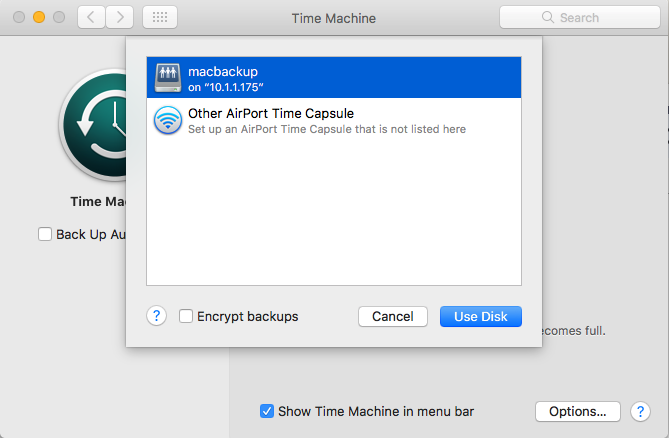 Time Machine
Search
macbackup
on “10.1.1.175”
Other AirPort Time Capsule
Set up an AirPort Time Capsule that is not listed here
Time Ma
Back Up Au
?
Encrypt backups
Cancel
Use Disk
ecomes full.
Show Time Machine in menu bar
Options...
?